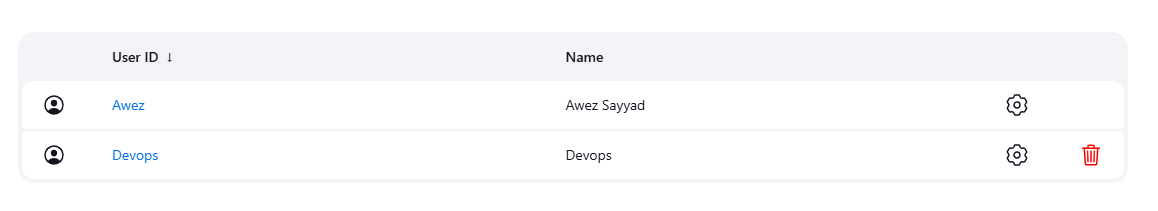 User ID ↓ Name
Awez Awez Sayyad
Devops Devops